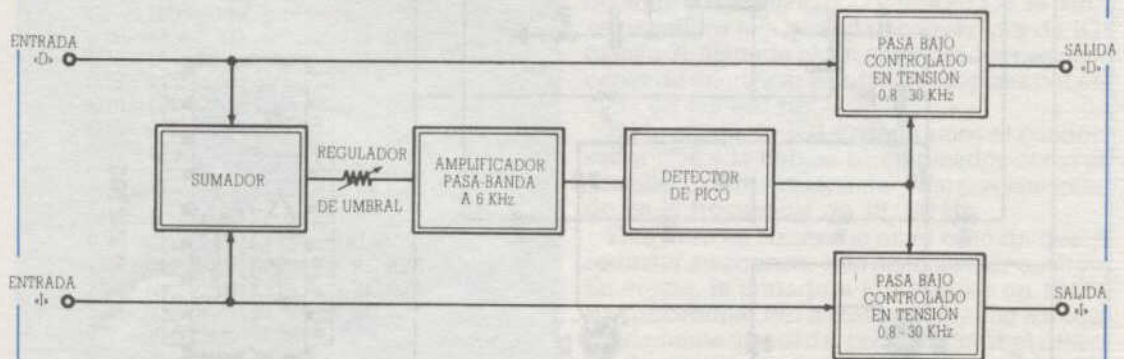 ENTRADA
«D»
PASA BAJO
CONTROLADO
EN TENSIÓN
0,8 - 30 KHz
SALIDA
«D»
SUMADOR
REGULADOR
DE UMBRAL
AMPLIFICADOR
PASA-BANDA
A 6 KHz.
DETECTOR
DE PICO
ENTRADA
«I»
PASA BAJO
CONTROLADO
EN TENSIÓN
0,8 - 30 KHz
SALIDA
«I»